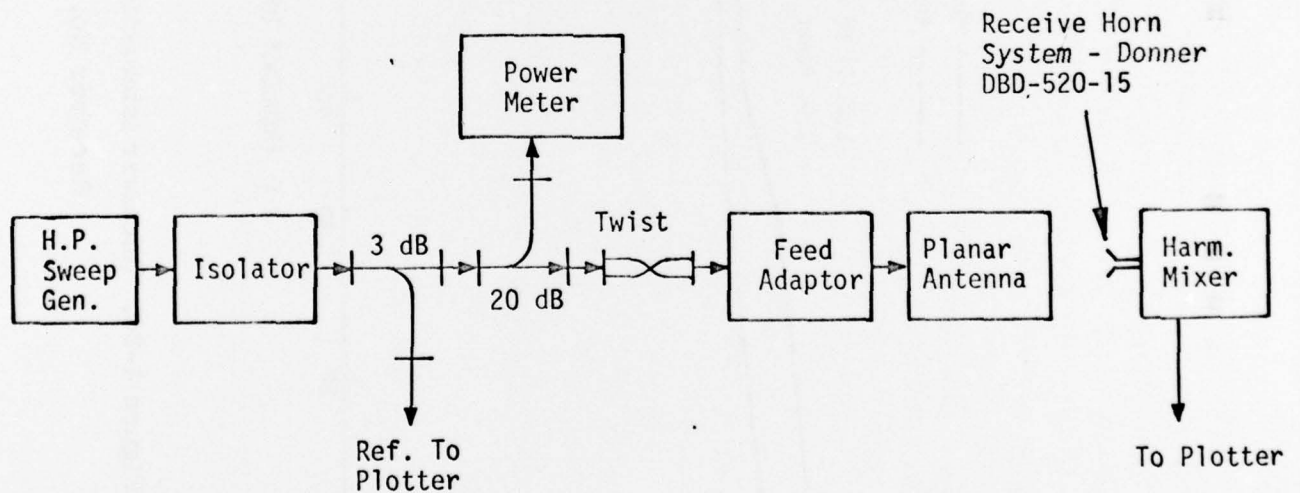 Receive Horn
System - Donner
DBD-520-15
Power
Meter
H.P.
Sweep
Gen.
Isolator
3 dB
20 dB
Twist
Feed
Adaptor
Planar
Antenna
Harm.
Mixer
Ref. To
Plotter
To Plotter